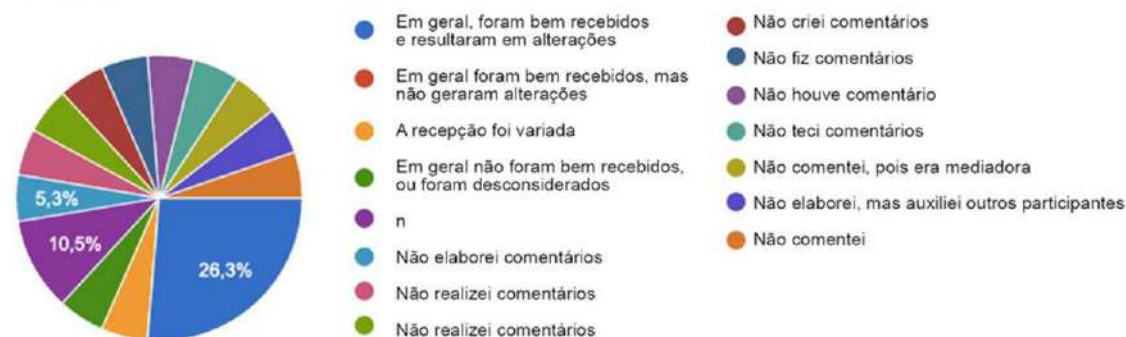 Em geral, foram bem recebidos
e resultaram em alterações
Em geral foram bem recebidos, mas
não geraram alterações
A recepção foi variada
Em geral não foram bem recebidos,
ou foram desconsiderados
n
Não elaborei comentários
Não realizei comentários
Não realizei comentários
Não criei comentários
Não fiz comentários
Não houve comentário
Não teci comentários
Não comentei, pois era mediadora
Não elaborei, mas auxiliei outros participantes
Não comentei
5,3%
10,5%
26,3%